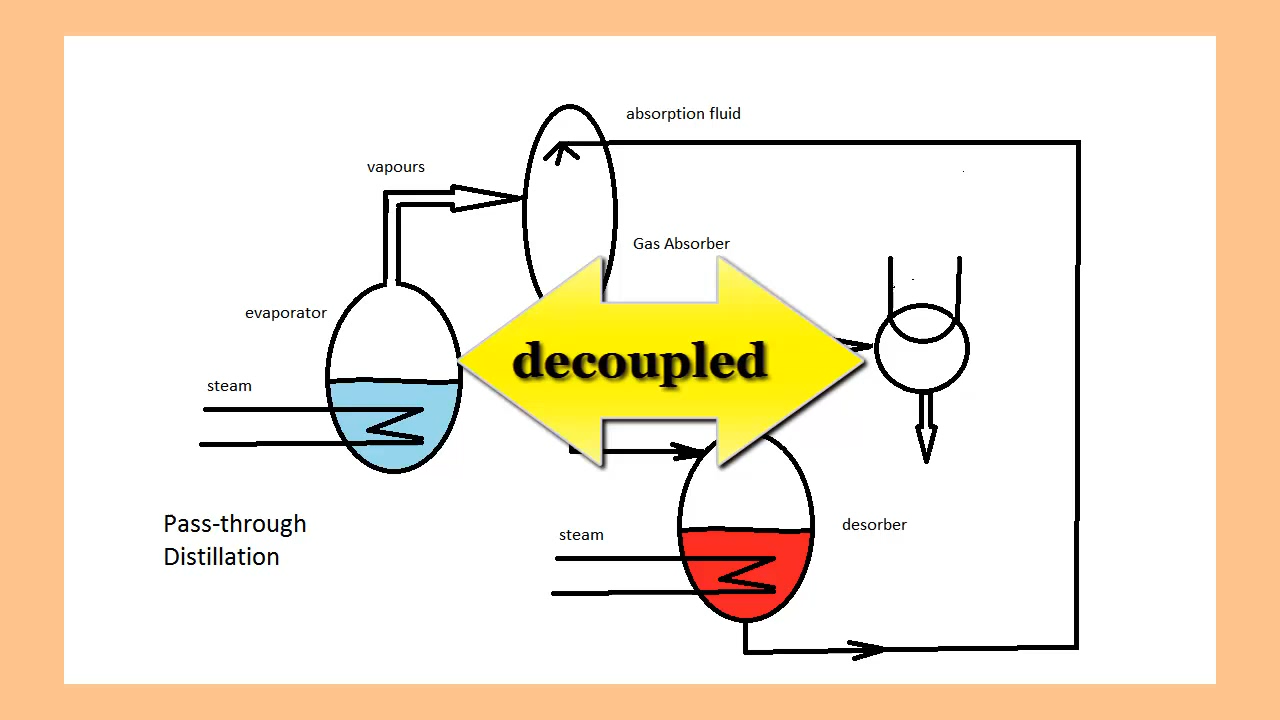 absorption fluid
vapours
Gas Absorber
evaporator
decoupled
steam
Pass-through
Distillation
steam
desorber